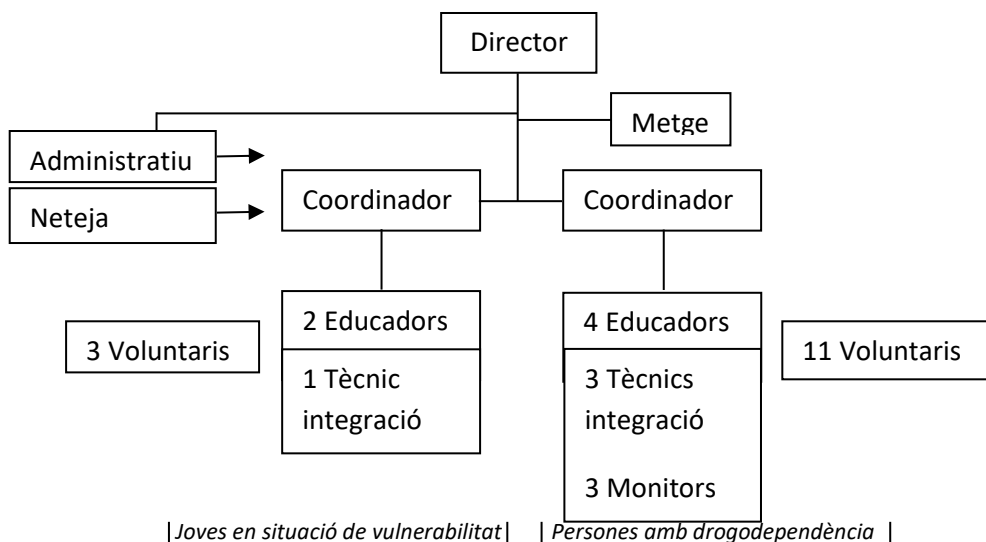 Director
Metge
Administratiu
Neteja
Coordinador
Coordinador
2 Educadors
4 Educadors
3 Voluntaris
11 Voluntaris
1 Tècnic
integració
3 Tècnics
integració
3 Monitors
|Joves en situació de vulnerabilitat|
|Persones amb drogodependència |